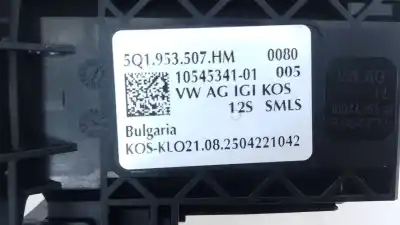 5Q1.953.507.HM 0080
10545341-01 005
VW AG IGI KOS
12S SMLS
Bulgaria
KOS-KLO21.08.2504221042